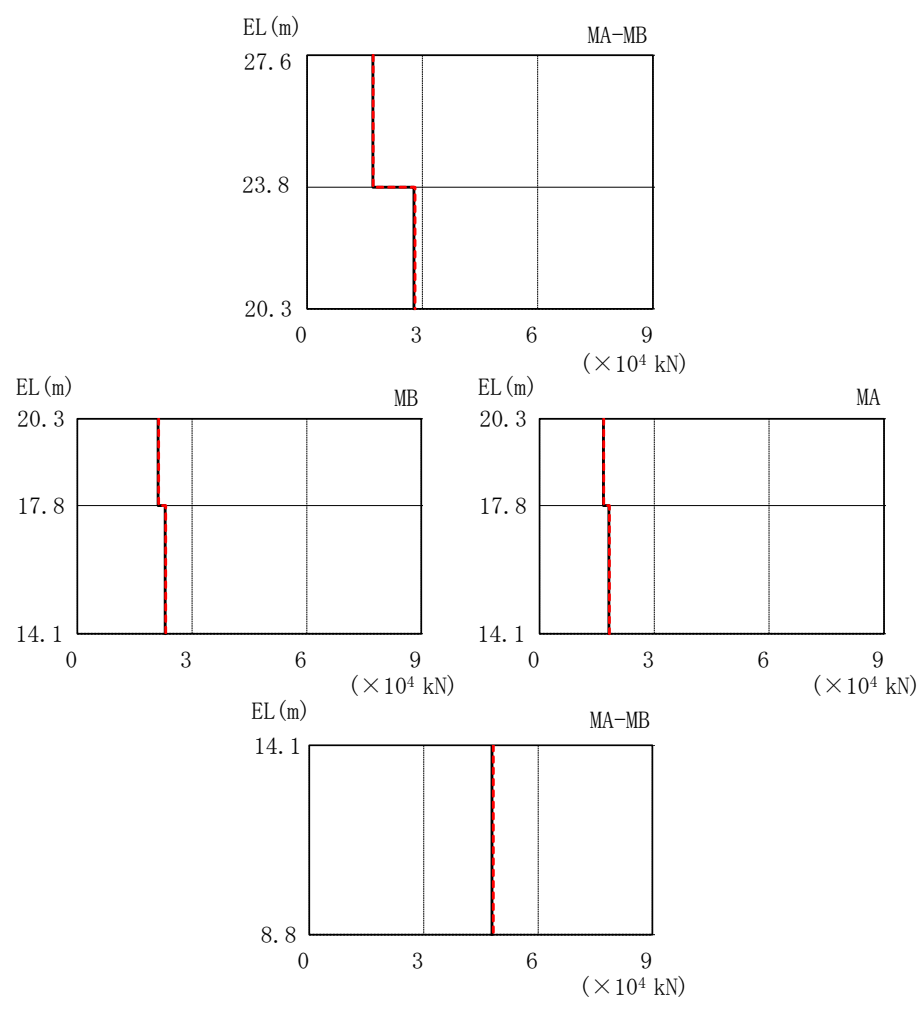 EL(m)
MA-MB
27.6
23.8
20.3
0 3 6 9
(×10⁴ kN)
EL(m)
MB
20.3
17.8
14.1
0 3 6 9
(×10⁴ kN)
EL(m)
MA
20.3
17.8
14.1
0 3 6 9
(×10⁴ kN)
EL(m)
MA-MB
14.1
8.8
0 3 6 9
(×10⁴ kN)